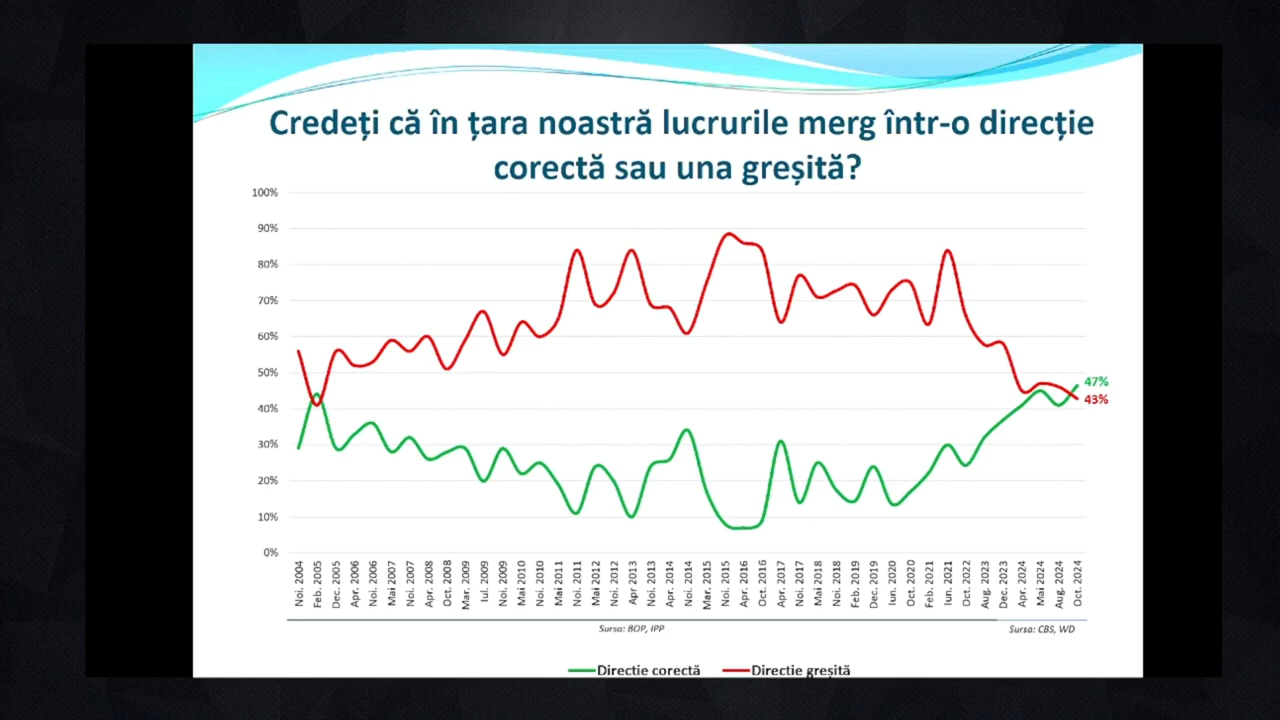 Credeți că în țara noastră lucrurile merg într-o direcție
corectă sau una greșită?
100%
90%
80%
70%
60%
50%
40%
30%
20%
10%
0%
47%
43%
Noi. 2004
Feb. 2005
Dec. 2005
Apr. 2006
Noi. 2006
Mai 2007
Noi. 2007
Apr. 2008
Oct. 2008
Mar. 2009
Iul. 2009
Noi. 2009
Mai 2010
Noi. 2010
Mai 2011
Noi. 2011
Mai 2012
Noi. 2012
Apr 2013
Noi. 2013
Apr. 2014
Noi. 2014
Mar. 2015
Noi. 2015
Apr. 2016
Oct. 2016
Apr. 2017
Noi. 2017
Mai 2018
Noi. 2018
Feb. 2019
Dec. 2019
Iun. 2020
Oct. 2020
Feb. 2021
Iun. 2021
Oct. 2022
Aug. 2023
Dec. 2023
Apr. 2024
Mai 2024
Aug. 2024
Oct. 2024
Sursa: BOP, IPP
Sursa: CBS, WD
Direcție corectă
Direcție greșită